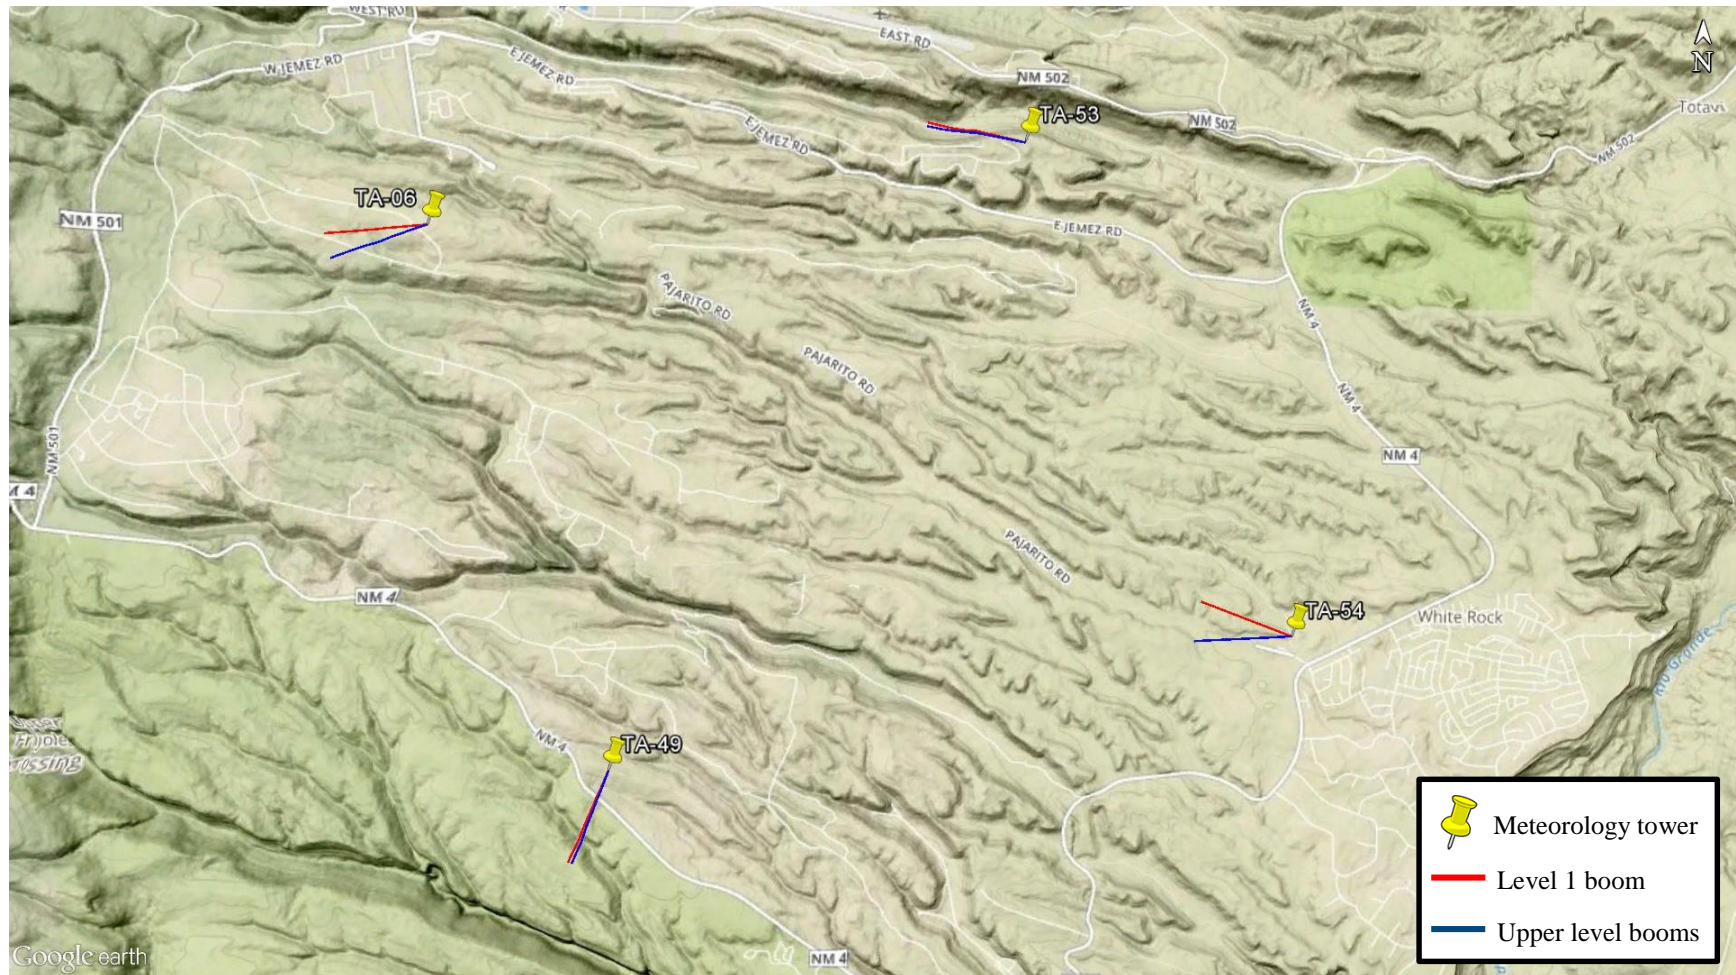 WEST RD
EAST RD
N
W JEMEZ RD
E JEMEZ RD
NM 502
Totavi
TA-53
NM 502
E JEMEZ RD
NM 502
TA-06
NM 501
E JEMEZ RD
PAJARITO RD
NM 4
PAJARITO RD
NM 4
NM 501
NM 4
M 4
PAJARITO RD
NM 4
TA-54
White Rock
Rio Grande
NM 4
TA-49
Upper
Frijole
rossing
Meteorology tower
Level 1 boom
Upper level booms
Google earth
NM 4